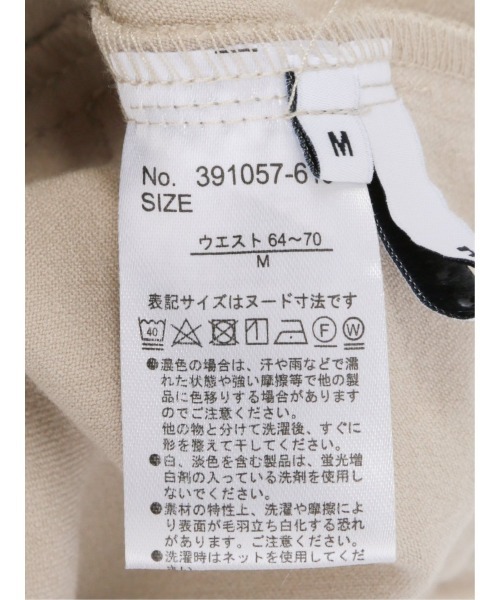 M
No. 391057-6
SIZE
ウエスト 64～70
M
表記サイズはヌード寸法です
40 F W
●濃色の場合は、汗や雨などで濡
れた状態や強い摩擦等で他の製
品に色移りする場合があります
のでご注意ください。
他の物と分けて洗濯後、すぐに
形を整えて干してください。
●白、淡色を含む製品は、蛍光増
白剤の入っている洗剤を使用し
ないでください。
●素材の特性上、洗濯や摩擦によ
り表面が毛羽立ち白化する恐れ
があります。ご注意ください。
●洗濯時はネットを使用してくだ
さい。